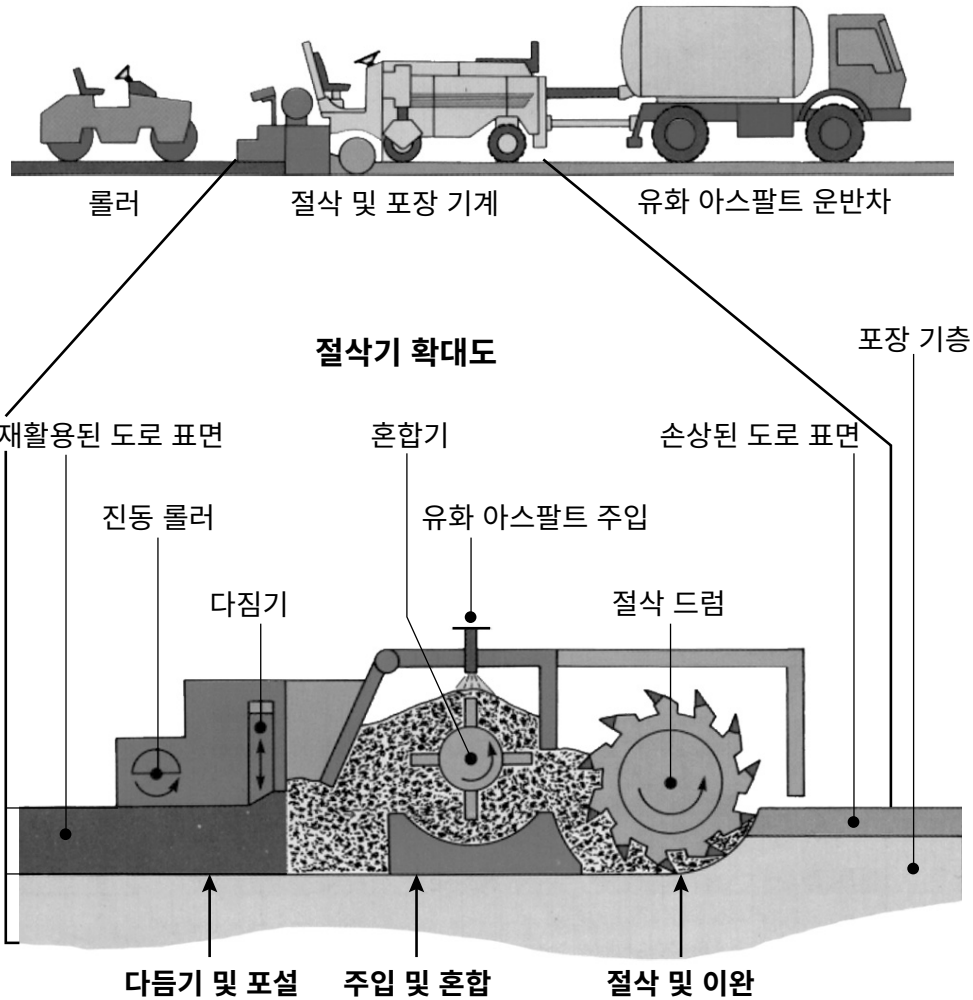 롤러
절삭 및 포장 기계
유화 아스팔트 운반차
절삭기 확대도
포장 기층
재활용된 도로 표면
혼합기
손상된 도로 표면
진동 롤러
유화 아스팔트 주입
다짐기
절삭 드럼
다듬기 및 포설
주입 및 혼합
절삭 및 이완